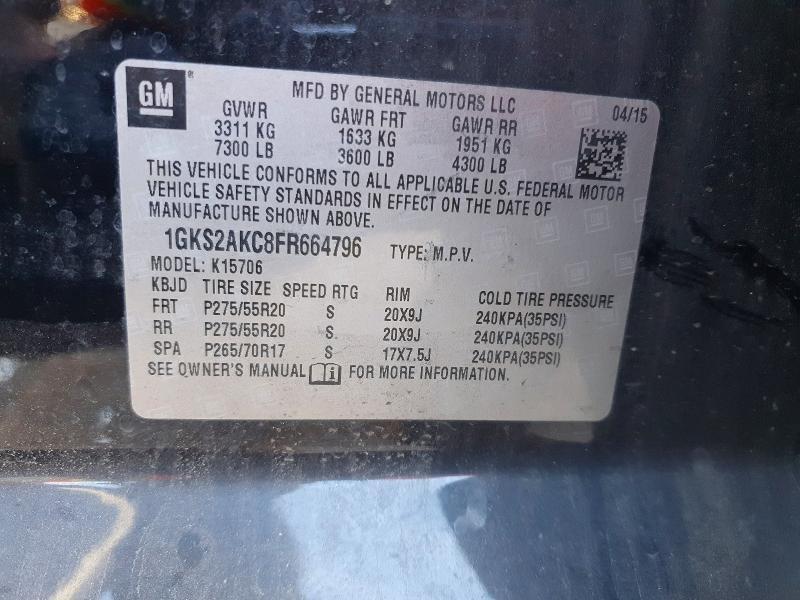 GM
MFD BY GENERAL MOTORS LLC
04/15
GVWR GAWR FRT GAWR RR
3311 KG 1633 KG 1951 KG
7300 LB 3600 LB 4300 LB
THIS VEHICLE CONFORMS TO ALL APPLICABLE U.S. FEDERAL MOTOR
VEHICLE SAFETY STANDARDS IN EFFECT ON THE DATE OF
MANUFACTURE SHOWN ABOVE.
1GKS2AKC8FR664796 TYPE: M.P.V.
MODEL: K15706
KBJD TIRE SIZE SPEED RTG RIM COLD TIRE PRESSURE
FRT P275/55R20 S 20X9J 240KPA(35PSI)
RR P275/55R20 S 20X9J 240KPA(35PSI)
SPA P265/70R17 S 17X7.5J 240KPA(35PSI)
SEE OWNER'S MANUAL i FOR MORE INFORMATION.